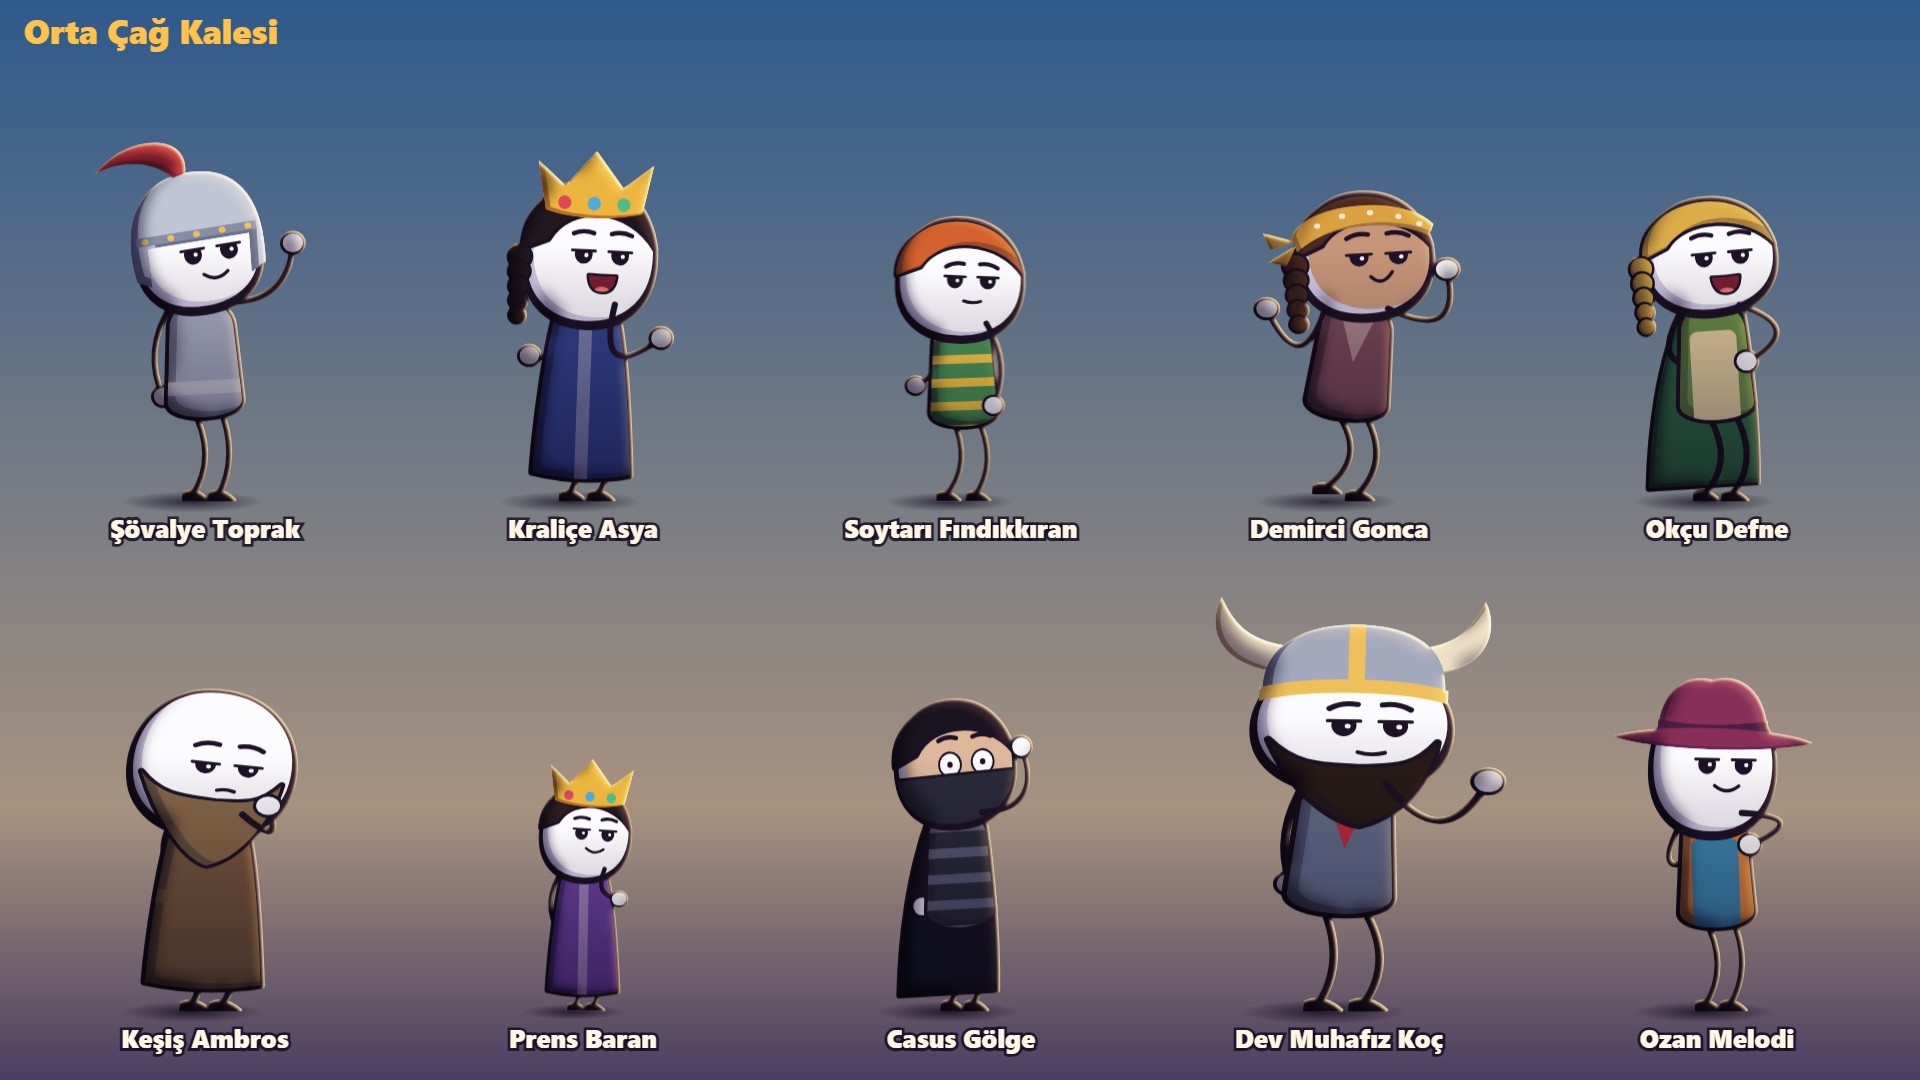 Orta Çağ Kalesi
Şövalye Toprak
Kraliçe Asya
Soytarı Fındıkkıran
Demirci Gonca
Okçu Defne
Keşiş Ambros
Prens Baran
Casus Gölge
Dev Muhafız Koç
Ozan Melodi